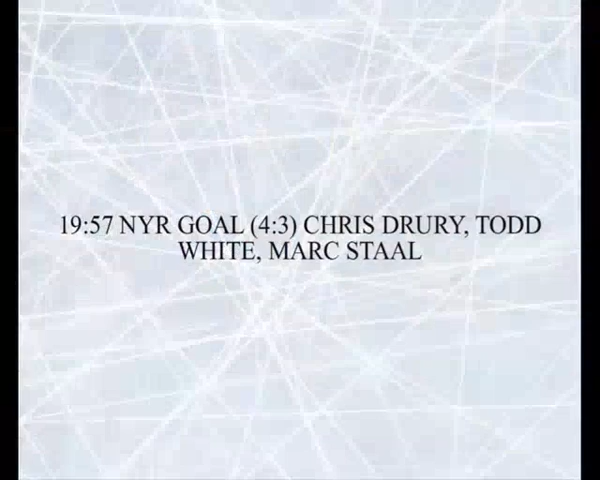 19:57 NYR GOAL (4:3) CHRIS DRURY, TODD
WHITE, MARC STAAL